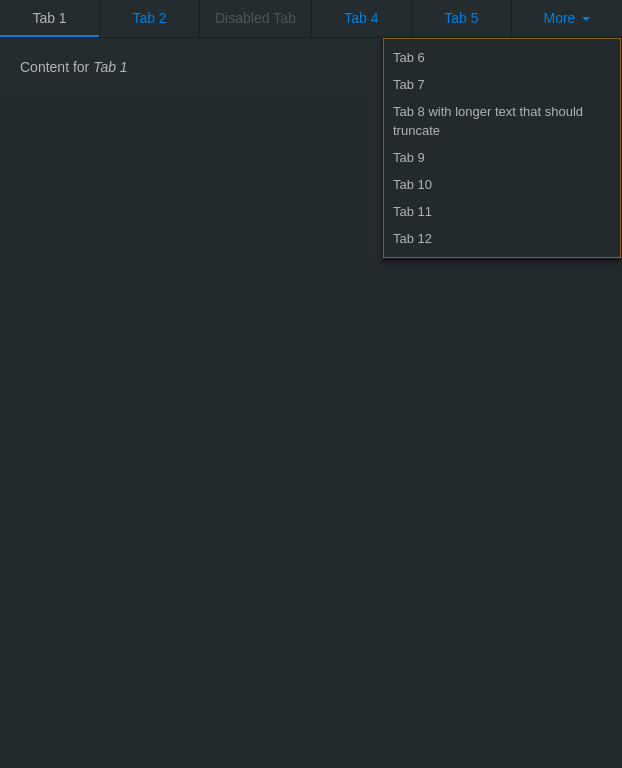 Tab 1
Tab 2
Disabled Tab
Tab 4
Tab 5
More
Content for Tab 1
Tab 6
Tab 7
Tab 8 with longer text that should
truncate
Tab 9
Tab 10
Tab 11
Tab 12